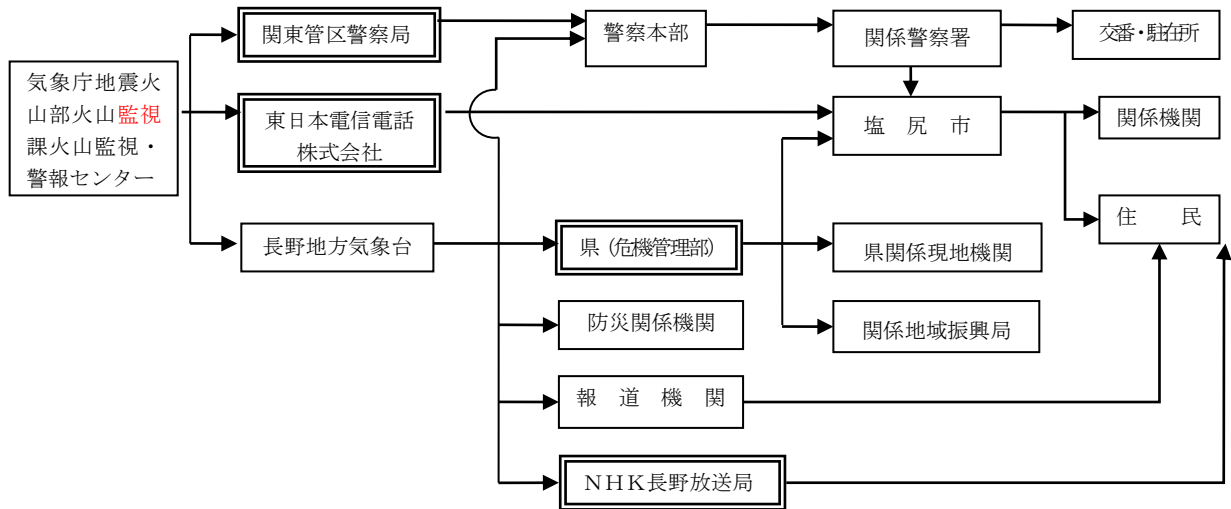 関東管区警察局
警察本部
関係警察署
交番・駐在所
気象庁地震火
山部火山監視
課火山監視・
警報センター
東日本電信電話
株式会社
塩尻市
関係機関
住民
長野地方気象台
県（危機管理部）
県関係現地機関
防災関係機関
関係地域振興局
報道機関
ＮＨＫ長野放送局